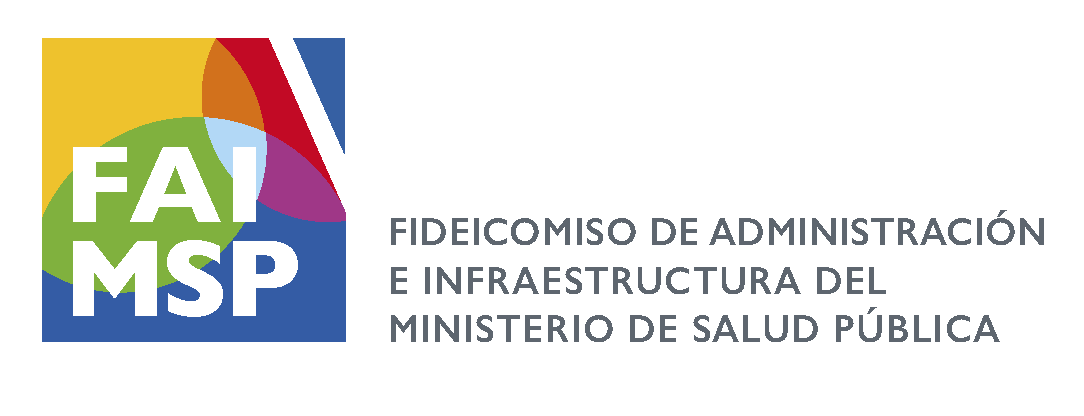 FAI
MSP
FIDEICOMISO DE ADMINISTRACIÓN
E INFRAESTRUCTURA DEL
MINISTERIO DE SALUD PÚBLICA